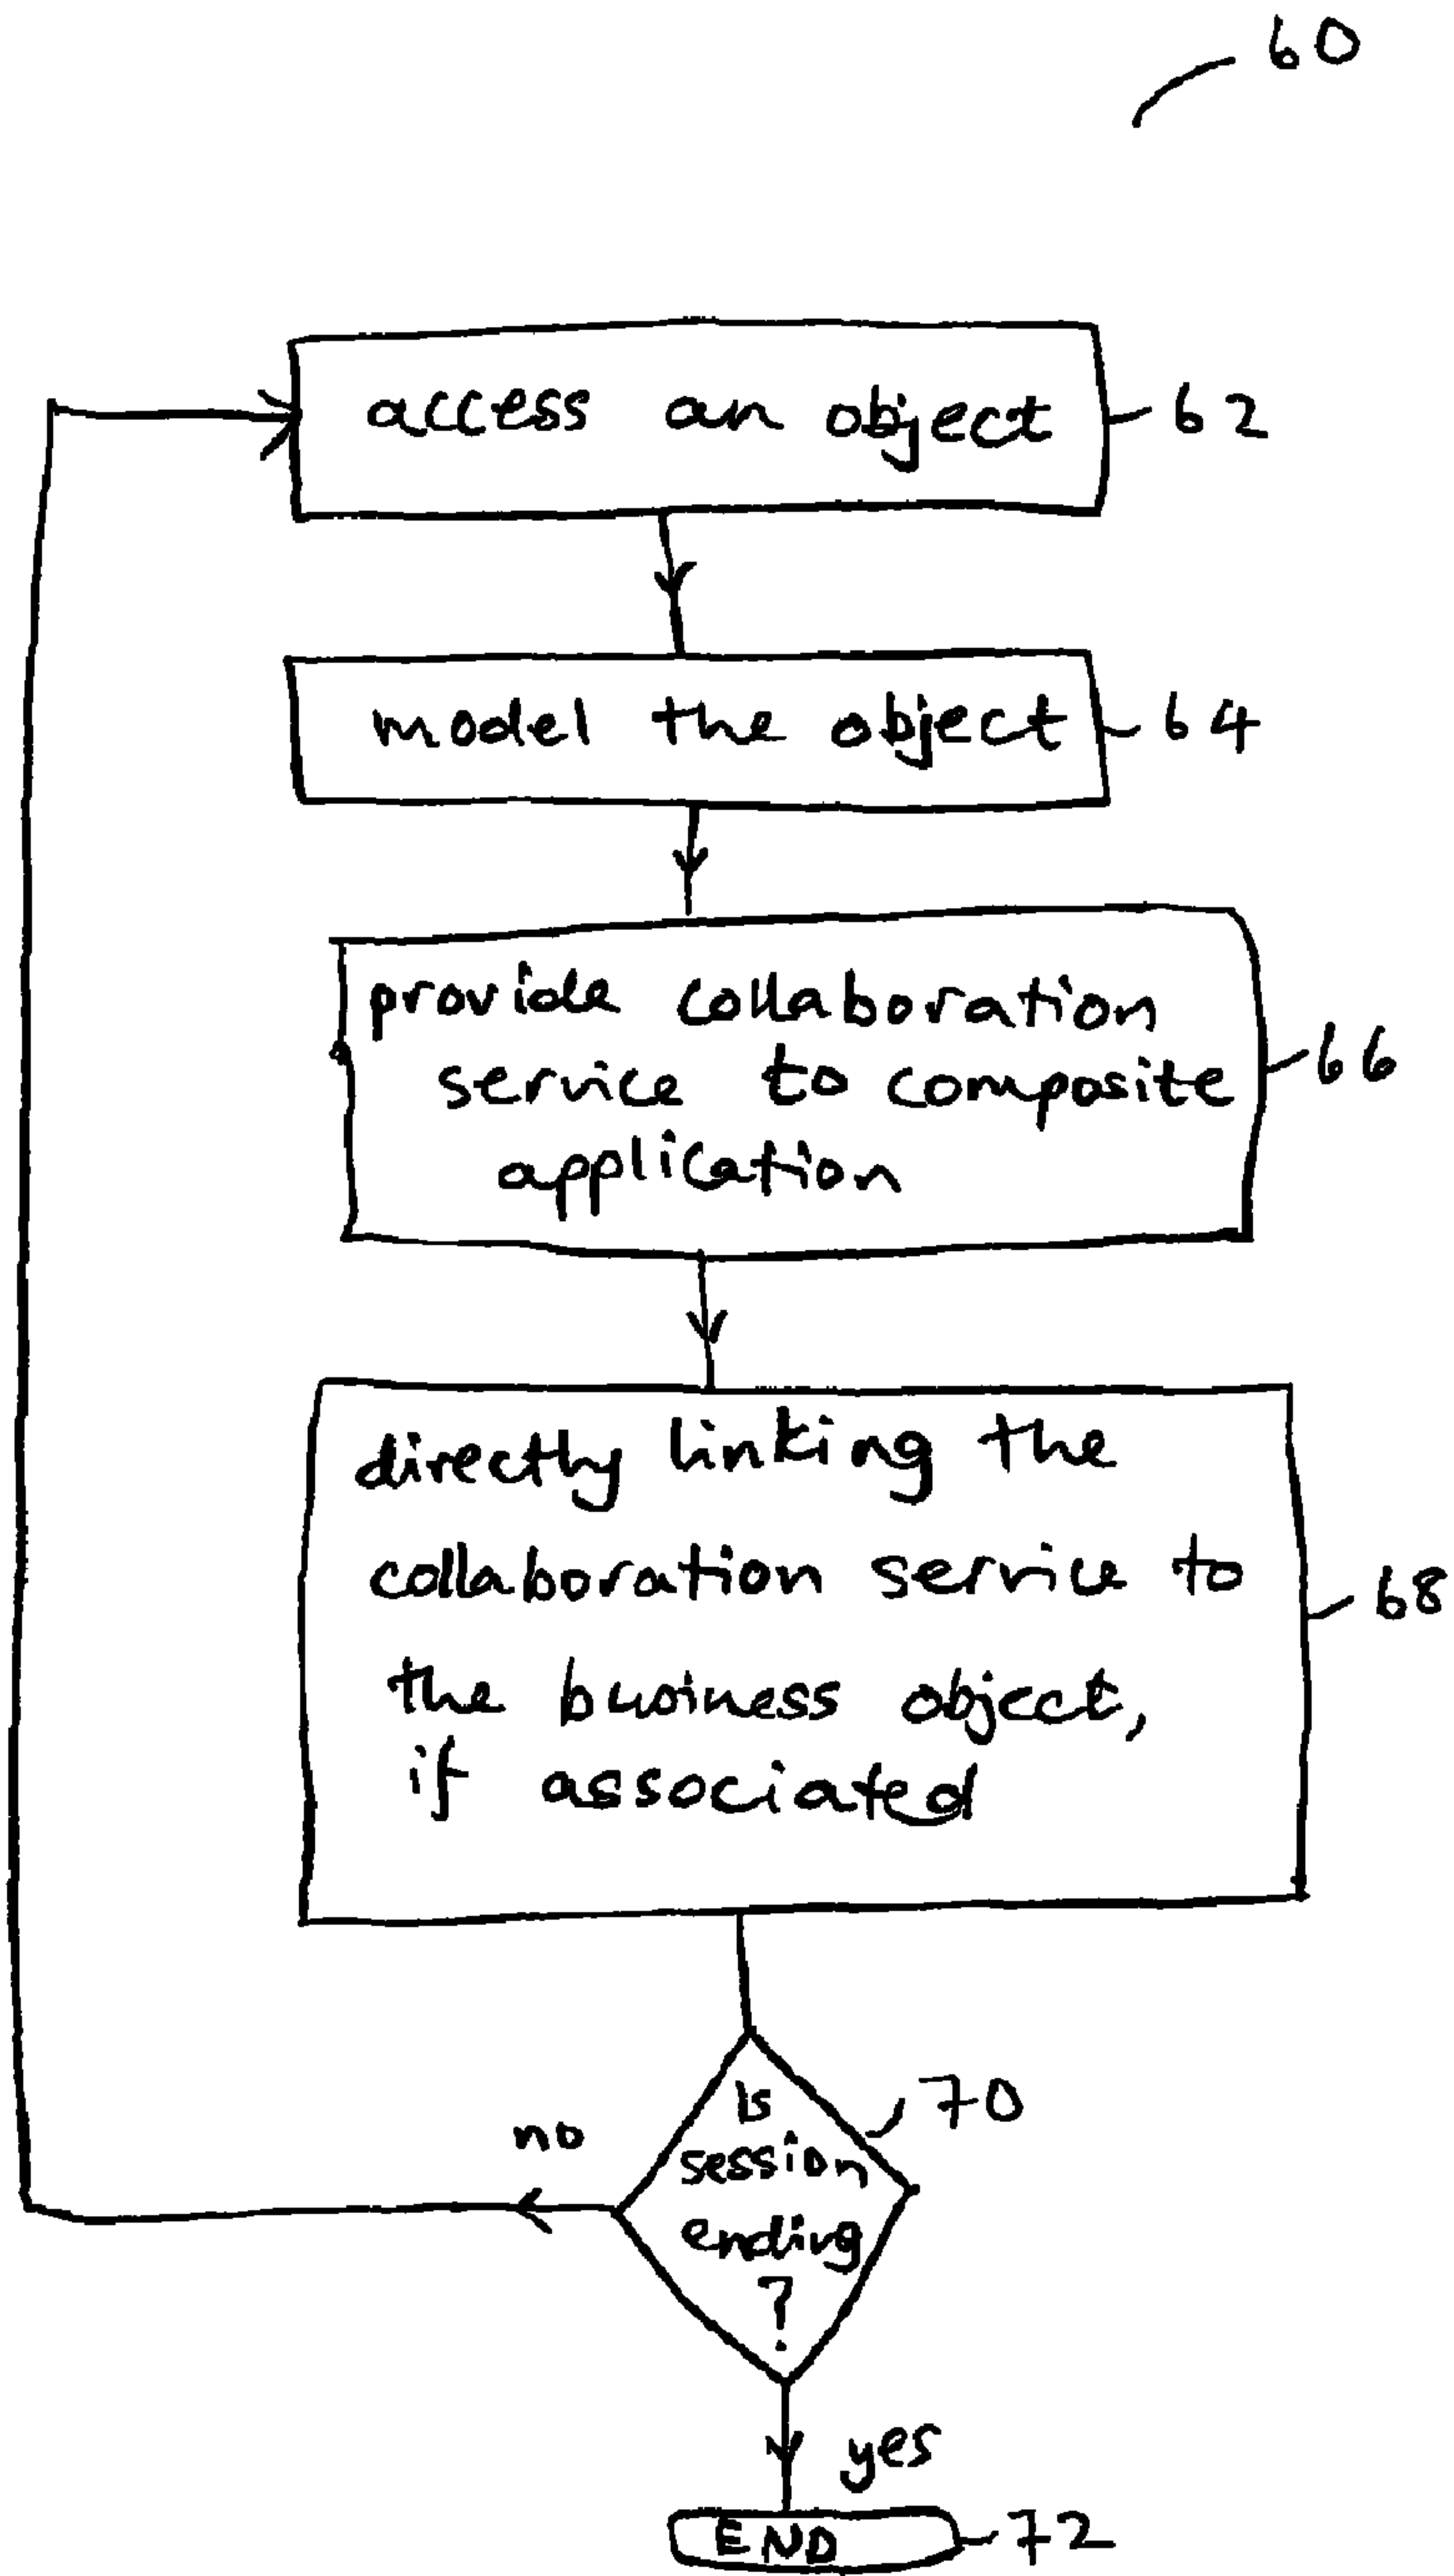 60
access an object
62
model the object
64
provide collaboration
service to composite
application
66
directly linking the
collaboration service to
the business object,
if associated
68
Is
session
ending
?
70
no
yes
END
72